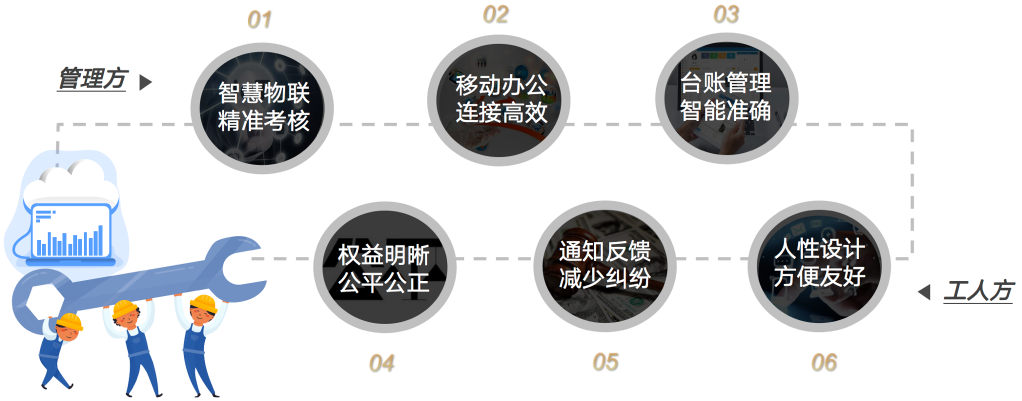 01
02
03
管理方
智慧物联
精准考核
移动办公
连接高效
台账管理
智能准确
权益明晰
公平公正
通知反馈
减少纠纷
人性设计
方便友好
工人方
04
05
06